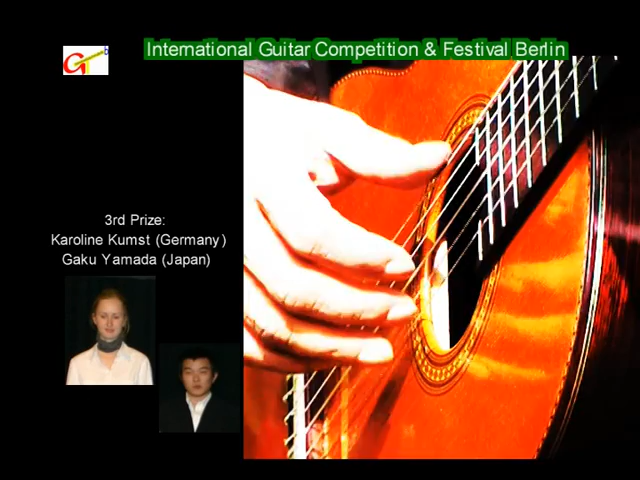 International Guitar Competition & Festival Berlin
3rd Prize:
Karoline Kumst (Germany)
Gaku Yamada (Japan)